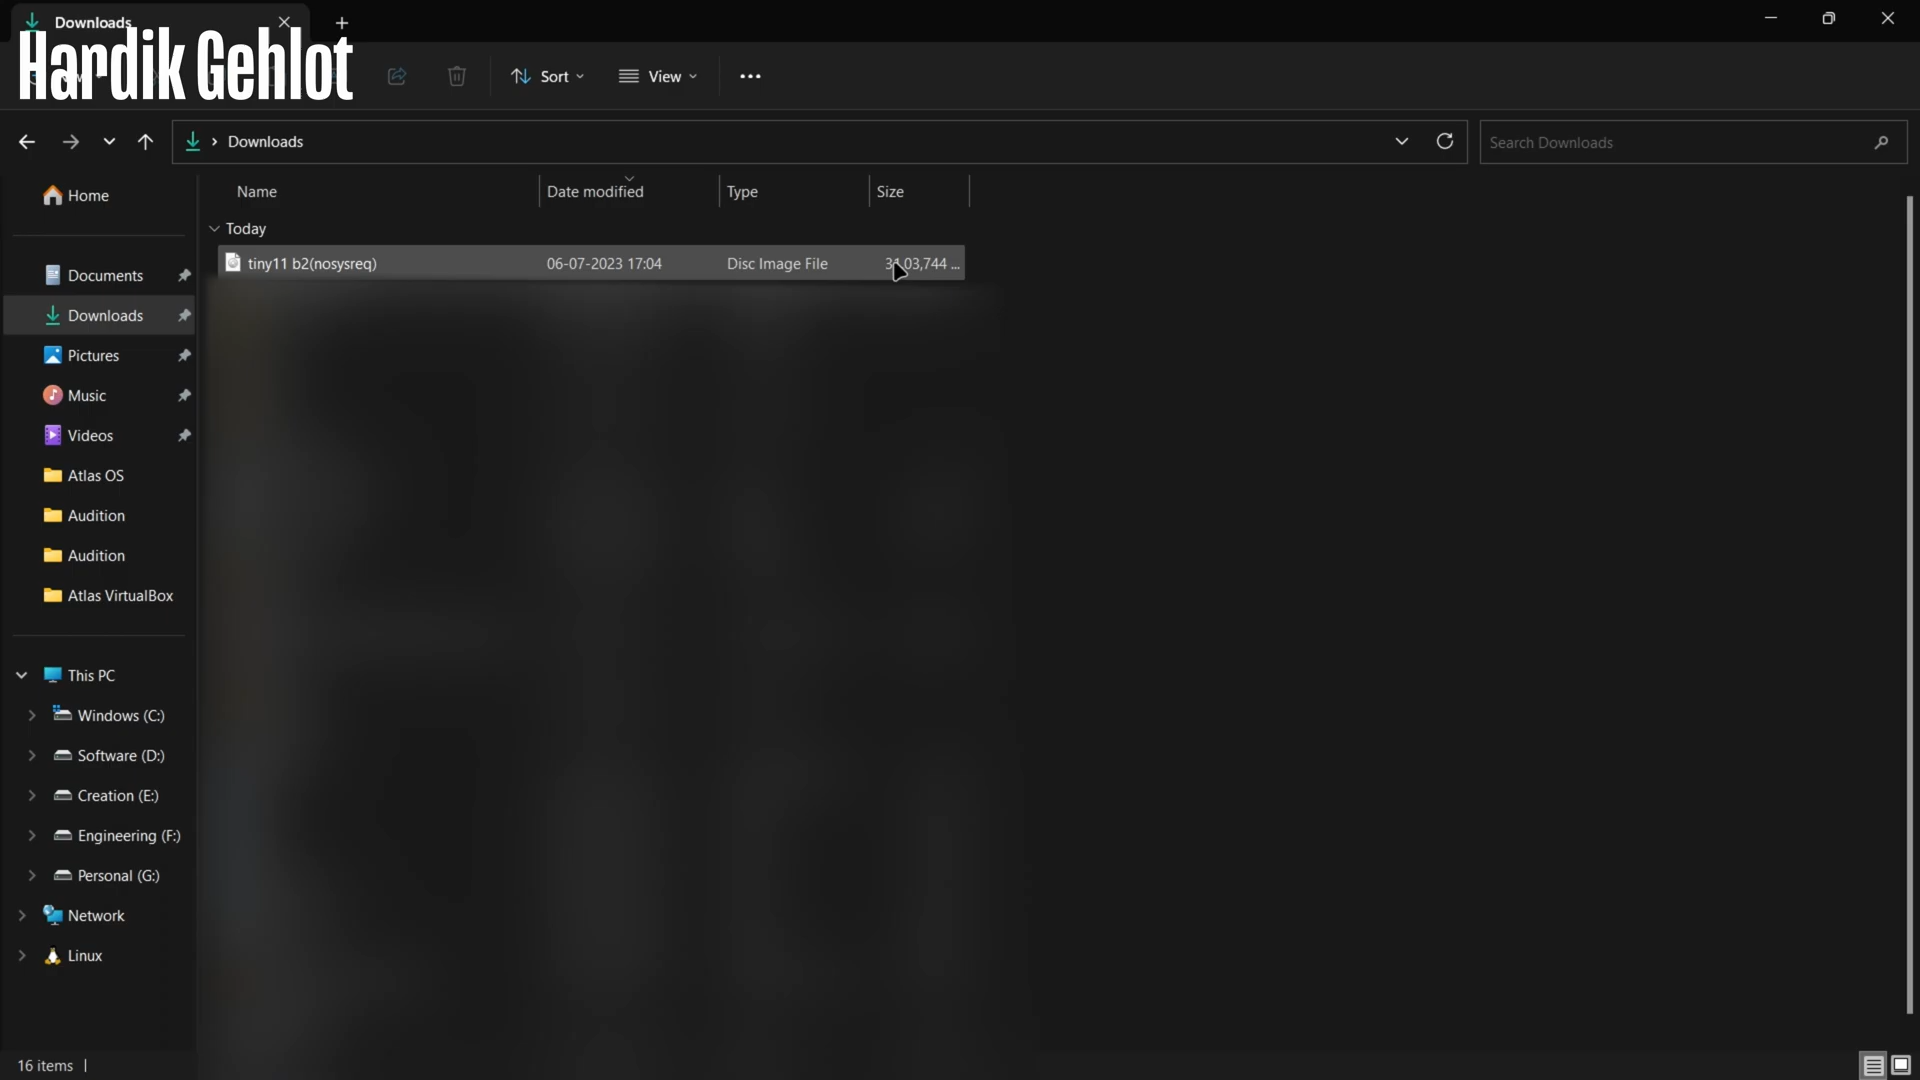 Downloads
Hardik Gehlot
Sort
View
Downloads
Search Downloads
Name
Date modified
Type
Size
Home
Today
tiny11 b2(nosysreq)
06-07-2023 17:04
Disc Image File
Documents
Downloads
Pictures
Music
Videos
Atlas OS
Audition
Audition
Atlas VirtualBox
This PC
Windows (C:)
Software (D:)
Creation (E:)
Engineering (F:)
Personal (G:)
Network
Linux
16 items